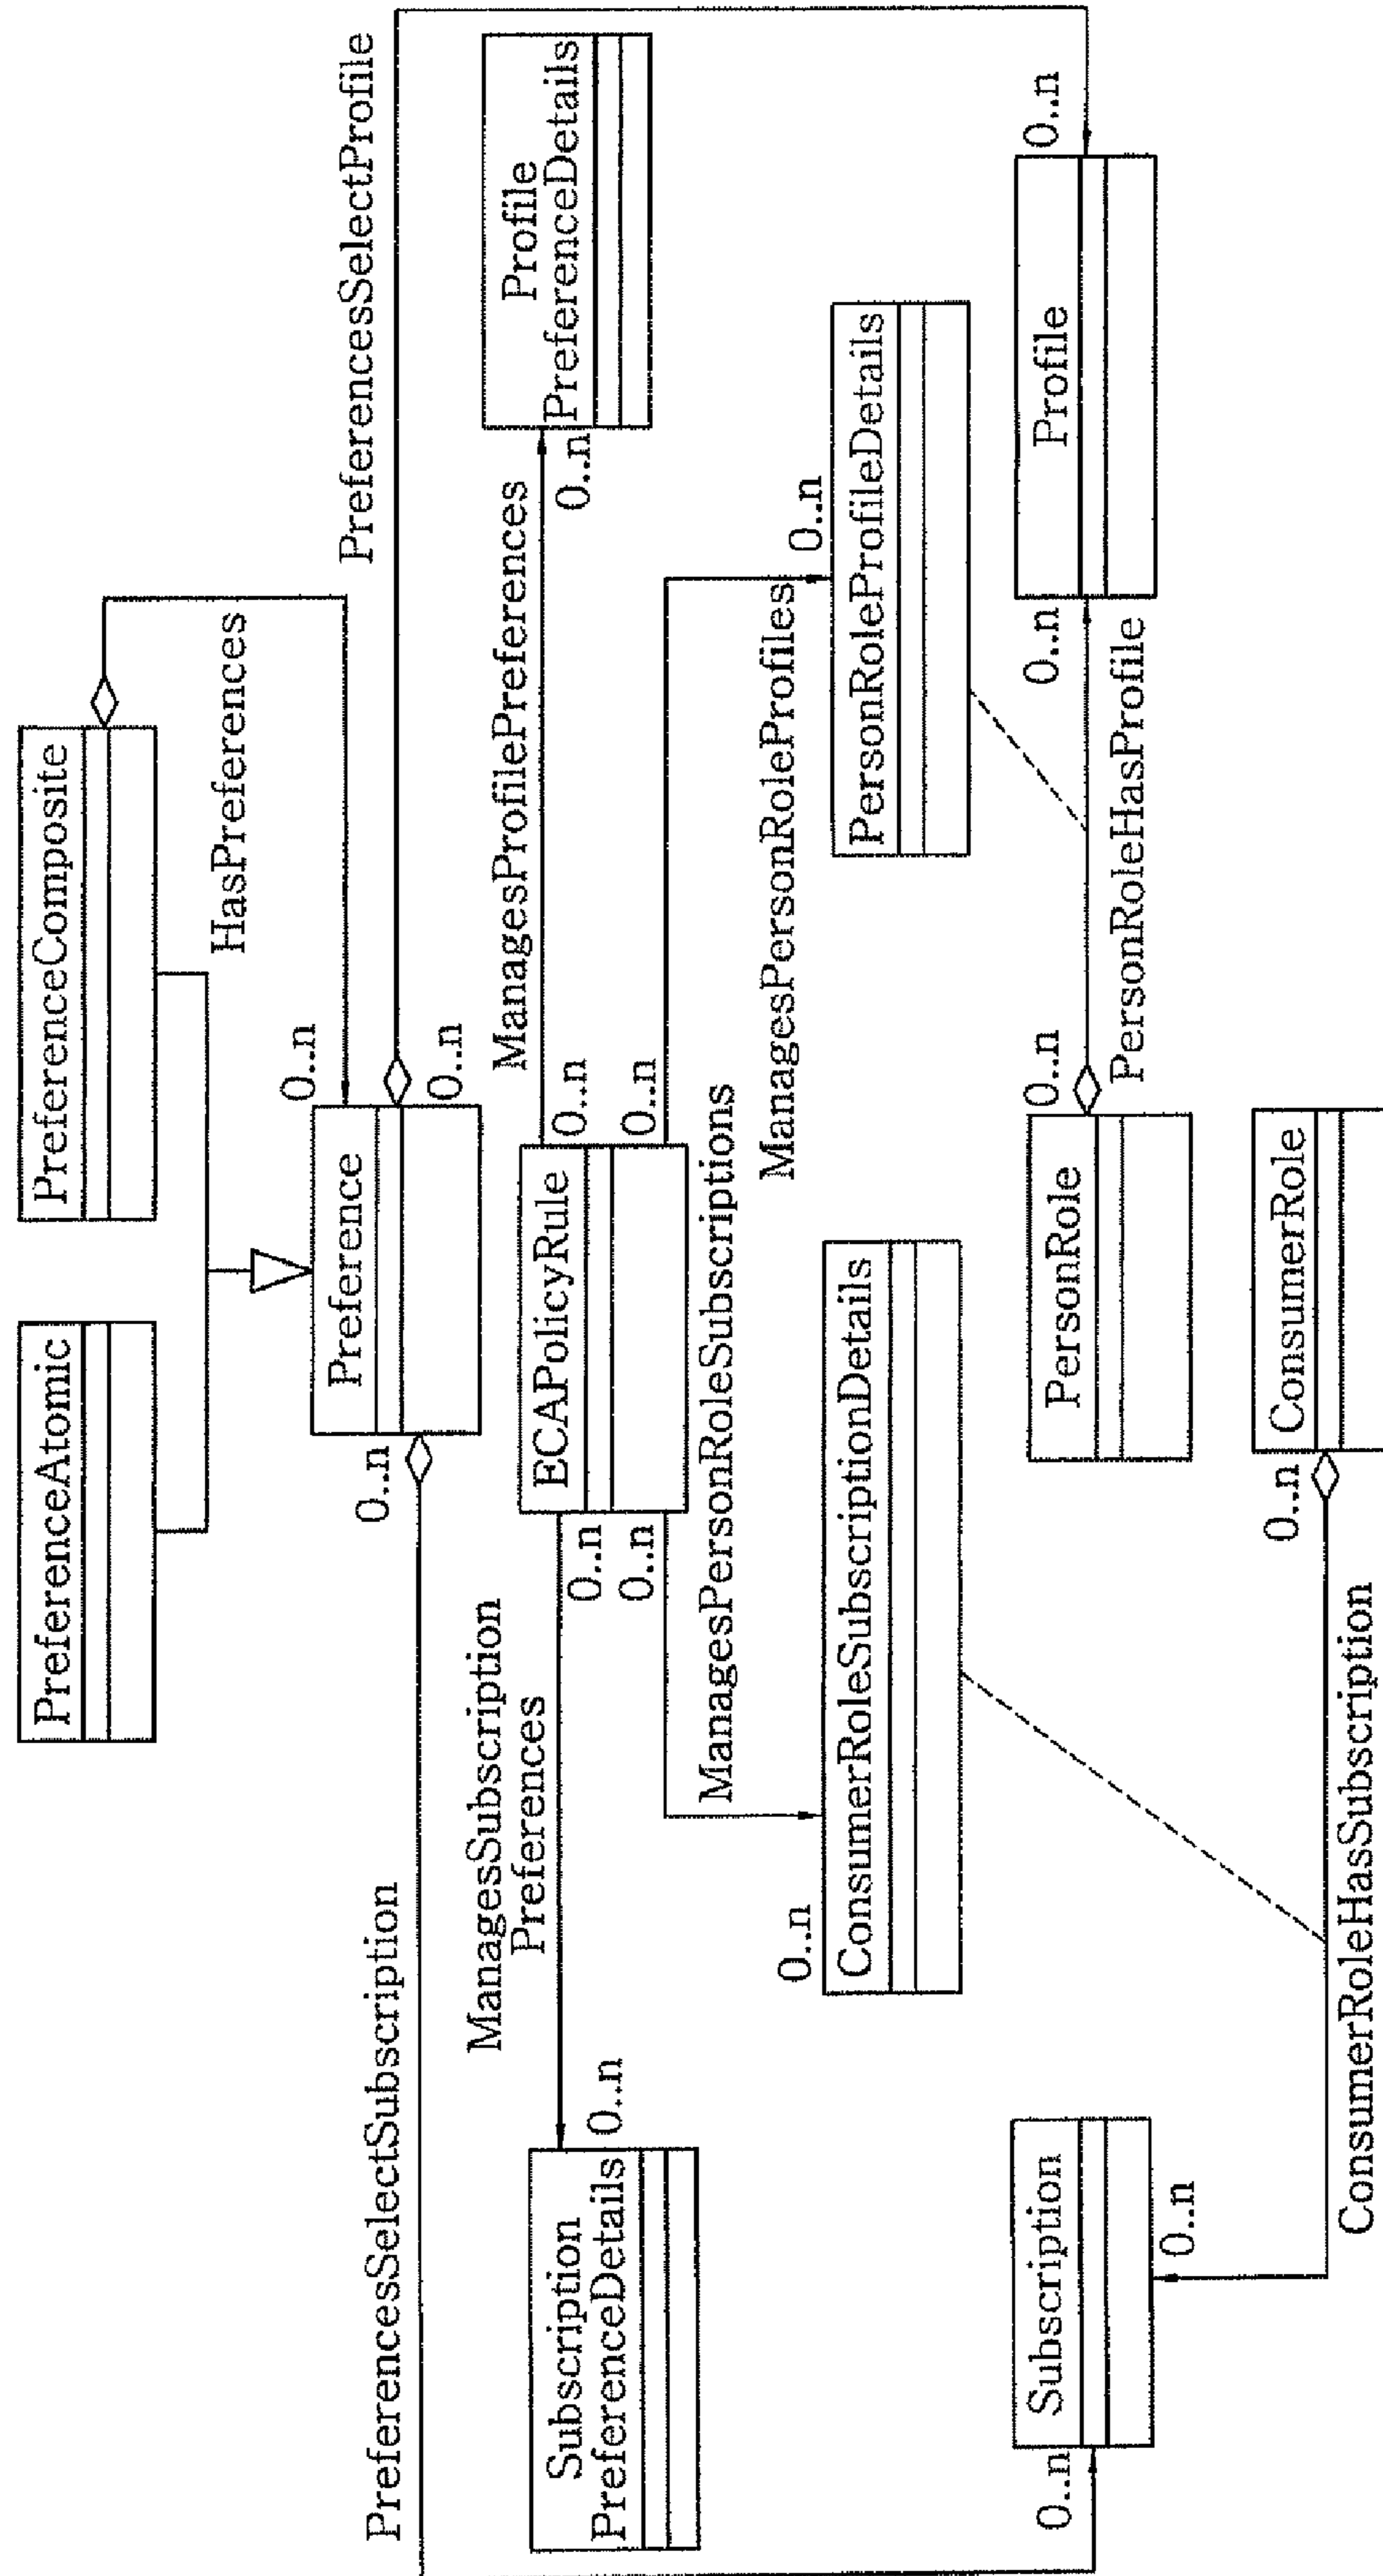 PreferenceAtomic
PreferenceComposite
HasPreferences
0..n
PreferencesSelectSubscription
0..n
Preference
0..n
PreferencesSelectProfile
ManagesSubscription
Preferences
ManagesProfilePreferences
Subscription
PreferenceDetails
0..n
0..n
0..n
ECAPolicyRule
0..n
0..n
0..n
Profile
PreferenceDetails
ManagesPersonRoleSubscriptions
ManagesPersonRoleProfiles
0..n
0..n
ConsumerRoleSubscriptionDetails
PersonRoleProfileDetails
0..n
Subscription
0..n
PersonRole
0..n
PersonRoleHasProfile
0..n
Profile
0..n
ConsumerRole
0..n
ConsumerRoleHasSubscription